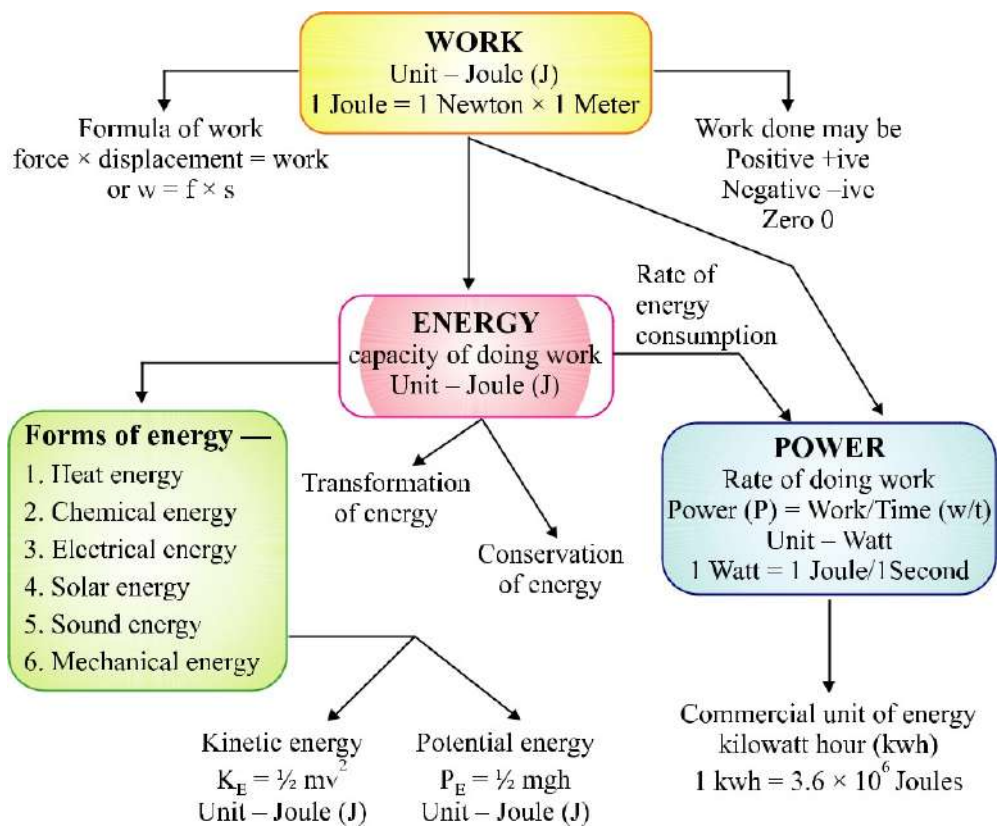 WORK
Unit – Joule (J)
1 Joule = 1 Newton × 1 Meter
Formula of work
force × displacement = work
or w = f × s
Work done may be
Positive +ive
Negative –ive
Zero 0
Rate of
energy
consumption
ENERGY
capacity of doing work
Unit – Joule (J)
Forms of energy —
1. Heat energy
2. Chemical energy
3. Electrical energy
4. Solar energy
5. Sound energy
6. Mechanical energy
Transformation
of energy
Conservation
of energy
POWER
Rate of doing work
Power (P) = Work/Time (w/t)
Unit – Watt
1 Watt = 1 Joule/1Second
Kinetic energy
K_E = ½ mv²
Unit – Joule (J)
Potential energy
P_E = ½ mgh
Unit – Joule (J)
Commercial unit of energy
kilowatt hour (kwh)
1 kwh = 3.6 × 10⁶ Joules